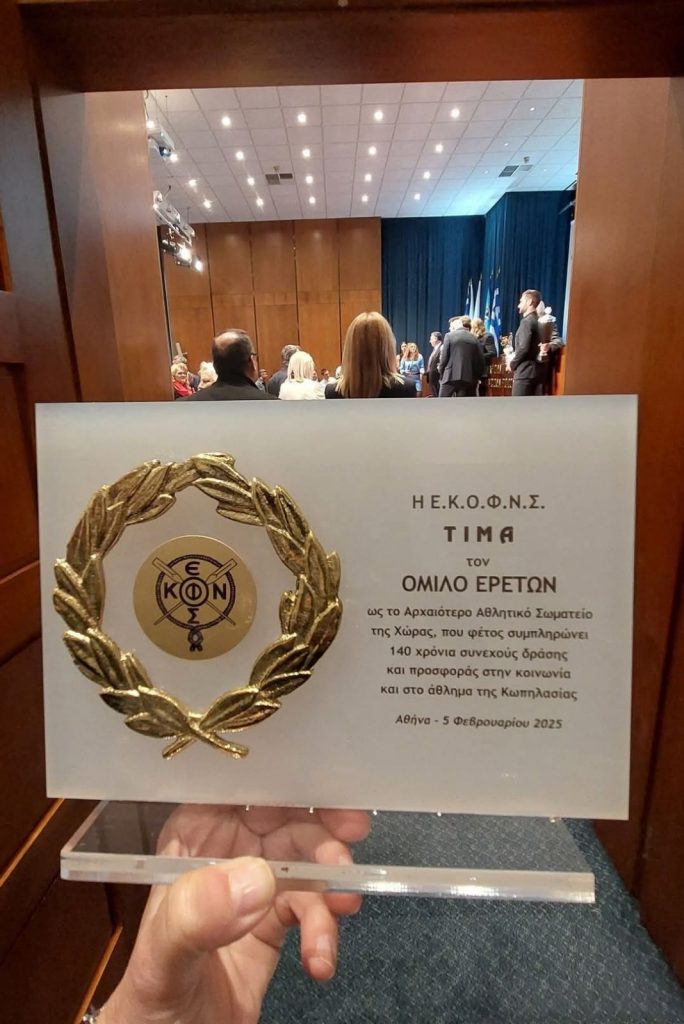 Η Ε.Κ.Ο.Φ.Ν.Σ.
ΤΙΜΑ
τον
ΟΜΙΛΟ ΕΡΕΤΩΝ
ως το Αρχαιότερο Αθλητικό Σωματείο
της Χώρας, που φέτος συμπληρώνει
140 χρόνια συνεχούς δράσης
και προσφοράς στην κοινωνία
και στο άθλημα της Κωπηλασίας
Αθήνα - 5 Φεβρουαρίου 2025
Ε
Κ Φ Ν
Σ